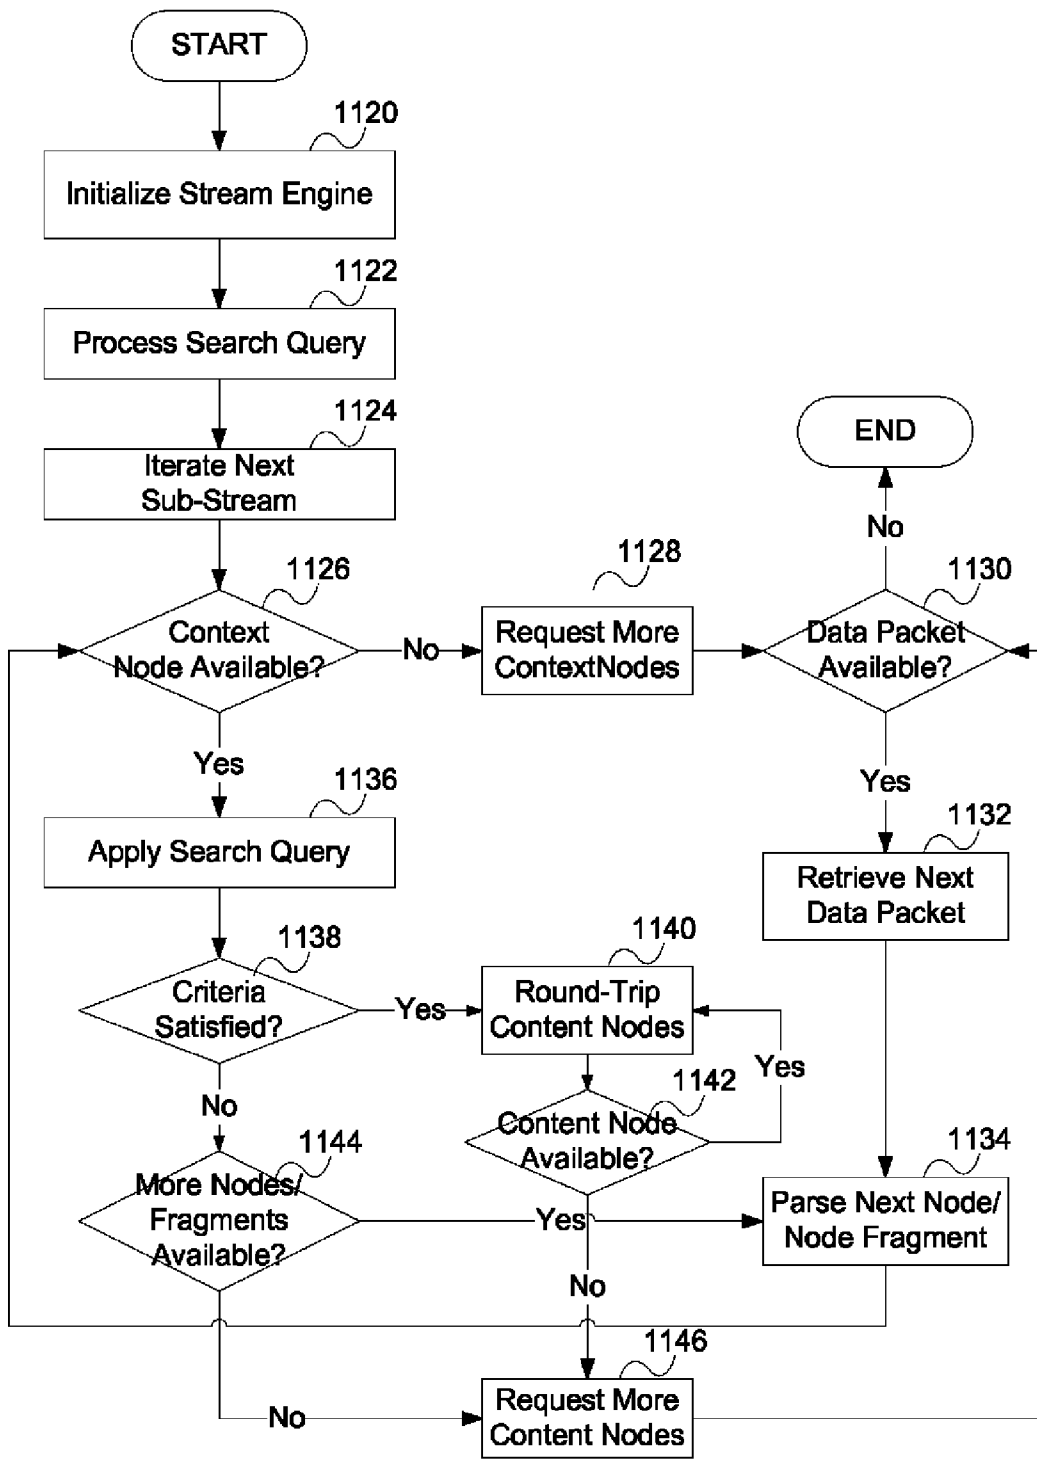 START
1120
Initialize Stream Engine
1122
Process Search Query
1124
Iterate Next
Sub-Stream
END
No
1126
Context
Node Available?
No
1128
Request More
ContextNodes
1130
Data Packet
Available?
Yes
Yes
1136
Apply Search Query
1132
Retrieve Next
Data Packet
1138
Criteria
Satisfied?
Yes
1140
Round-Trip
Content Nodes
Yes
No
1142
Content Node
Available?
1144
More Nodes/
Fragments
Available?
Yes
1134
Parse Next Node/
Node Fragment
No
1146
Request More
Content Nodes
No